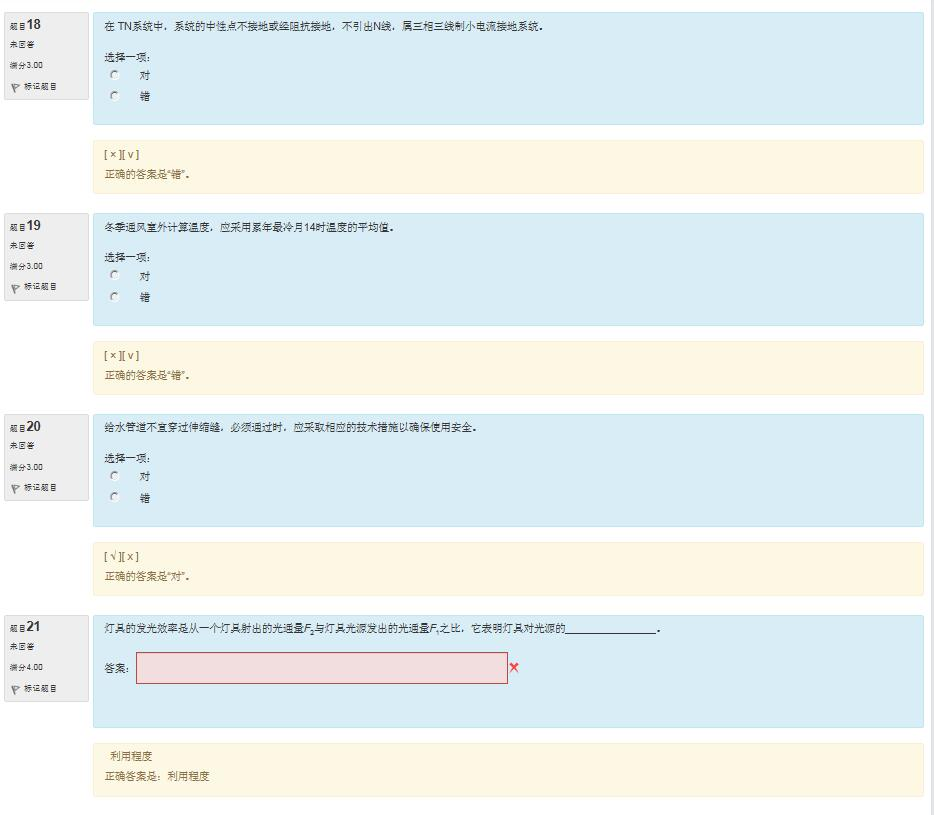 题目18
未回答
满分3.00
标记题目
在 TN系统中，系统的中性点不接地或经阻抗接地，不引出N线，属三相三线制小电流接地系统。
选择一项：
对
错
[ × ][ v ]
正确的答案是“错”。
题目19
未回答
满分3.00
标记题目
冬季通风室外计算温度，应采用累年最冷月14时温度的平均值。
选择一项：
对
错
[ × ][ v ]
正确的答案是“错”。
题目20
未回答
满分3.00
标记题目
给水管道不宜穿过伸缩缝，必须通过时，应采取相应的技术措施以确保使用安全。
选择一项：
对
错
[ √ ][ x ]
正确的答案是“对”。
题目21
未回答
满分4.00
标记题目
灯具的发光效率是从一个灯具射出的光通量F2与灯具光源发出的光通量F1之比，它表明灯具对光源的________________。
答案：
利用程度
正确答案是：利用程度